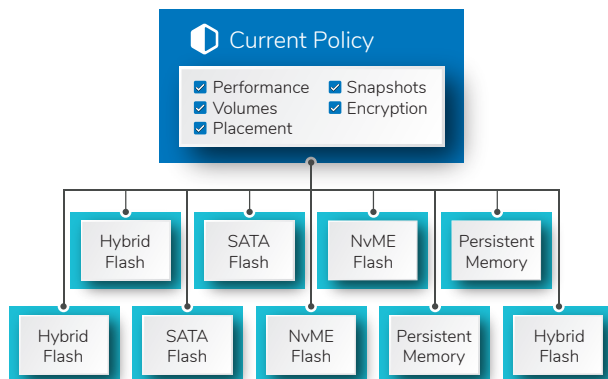 Current Policy
Performance
Snapshots
Volumes
Encryption
Placement
Hybrid
Flash
SATA
Flash
NvME
Flash
Persistent
Memory
Hybrid
Flash
SATA
Flash
NvME
Flash
Persistent
Memory
Hybrid
Flash